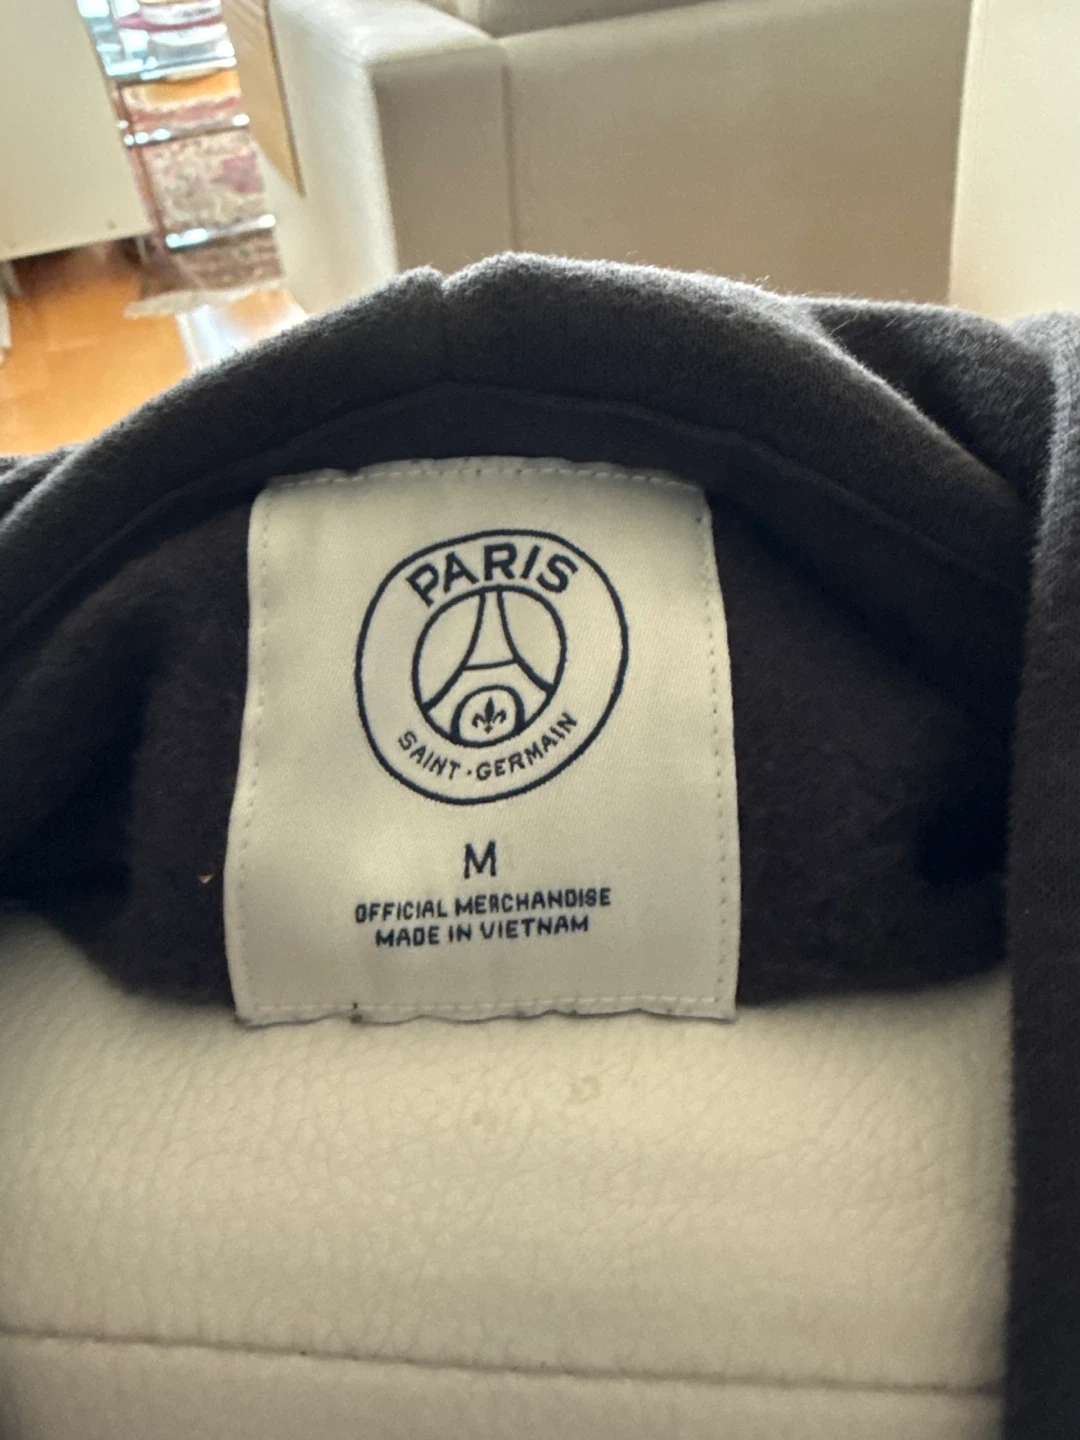 PARIS
SAINT-GERMAIN
M
OFFICIAL MERCHANDISE
MADE IN VIETNAM